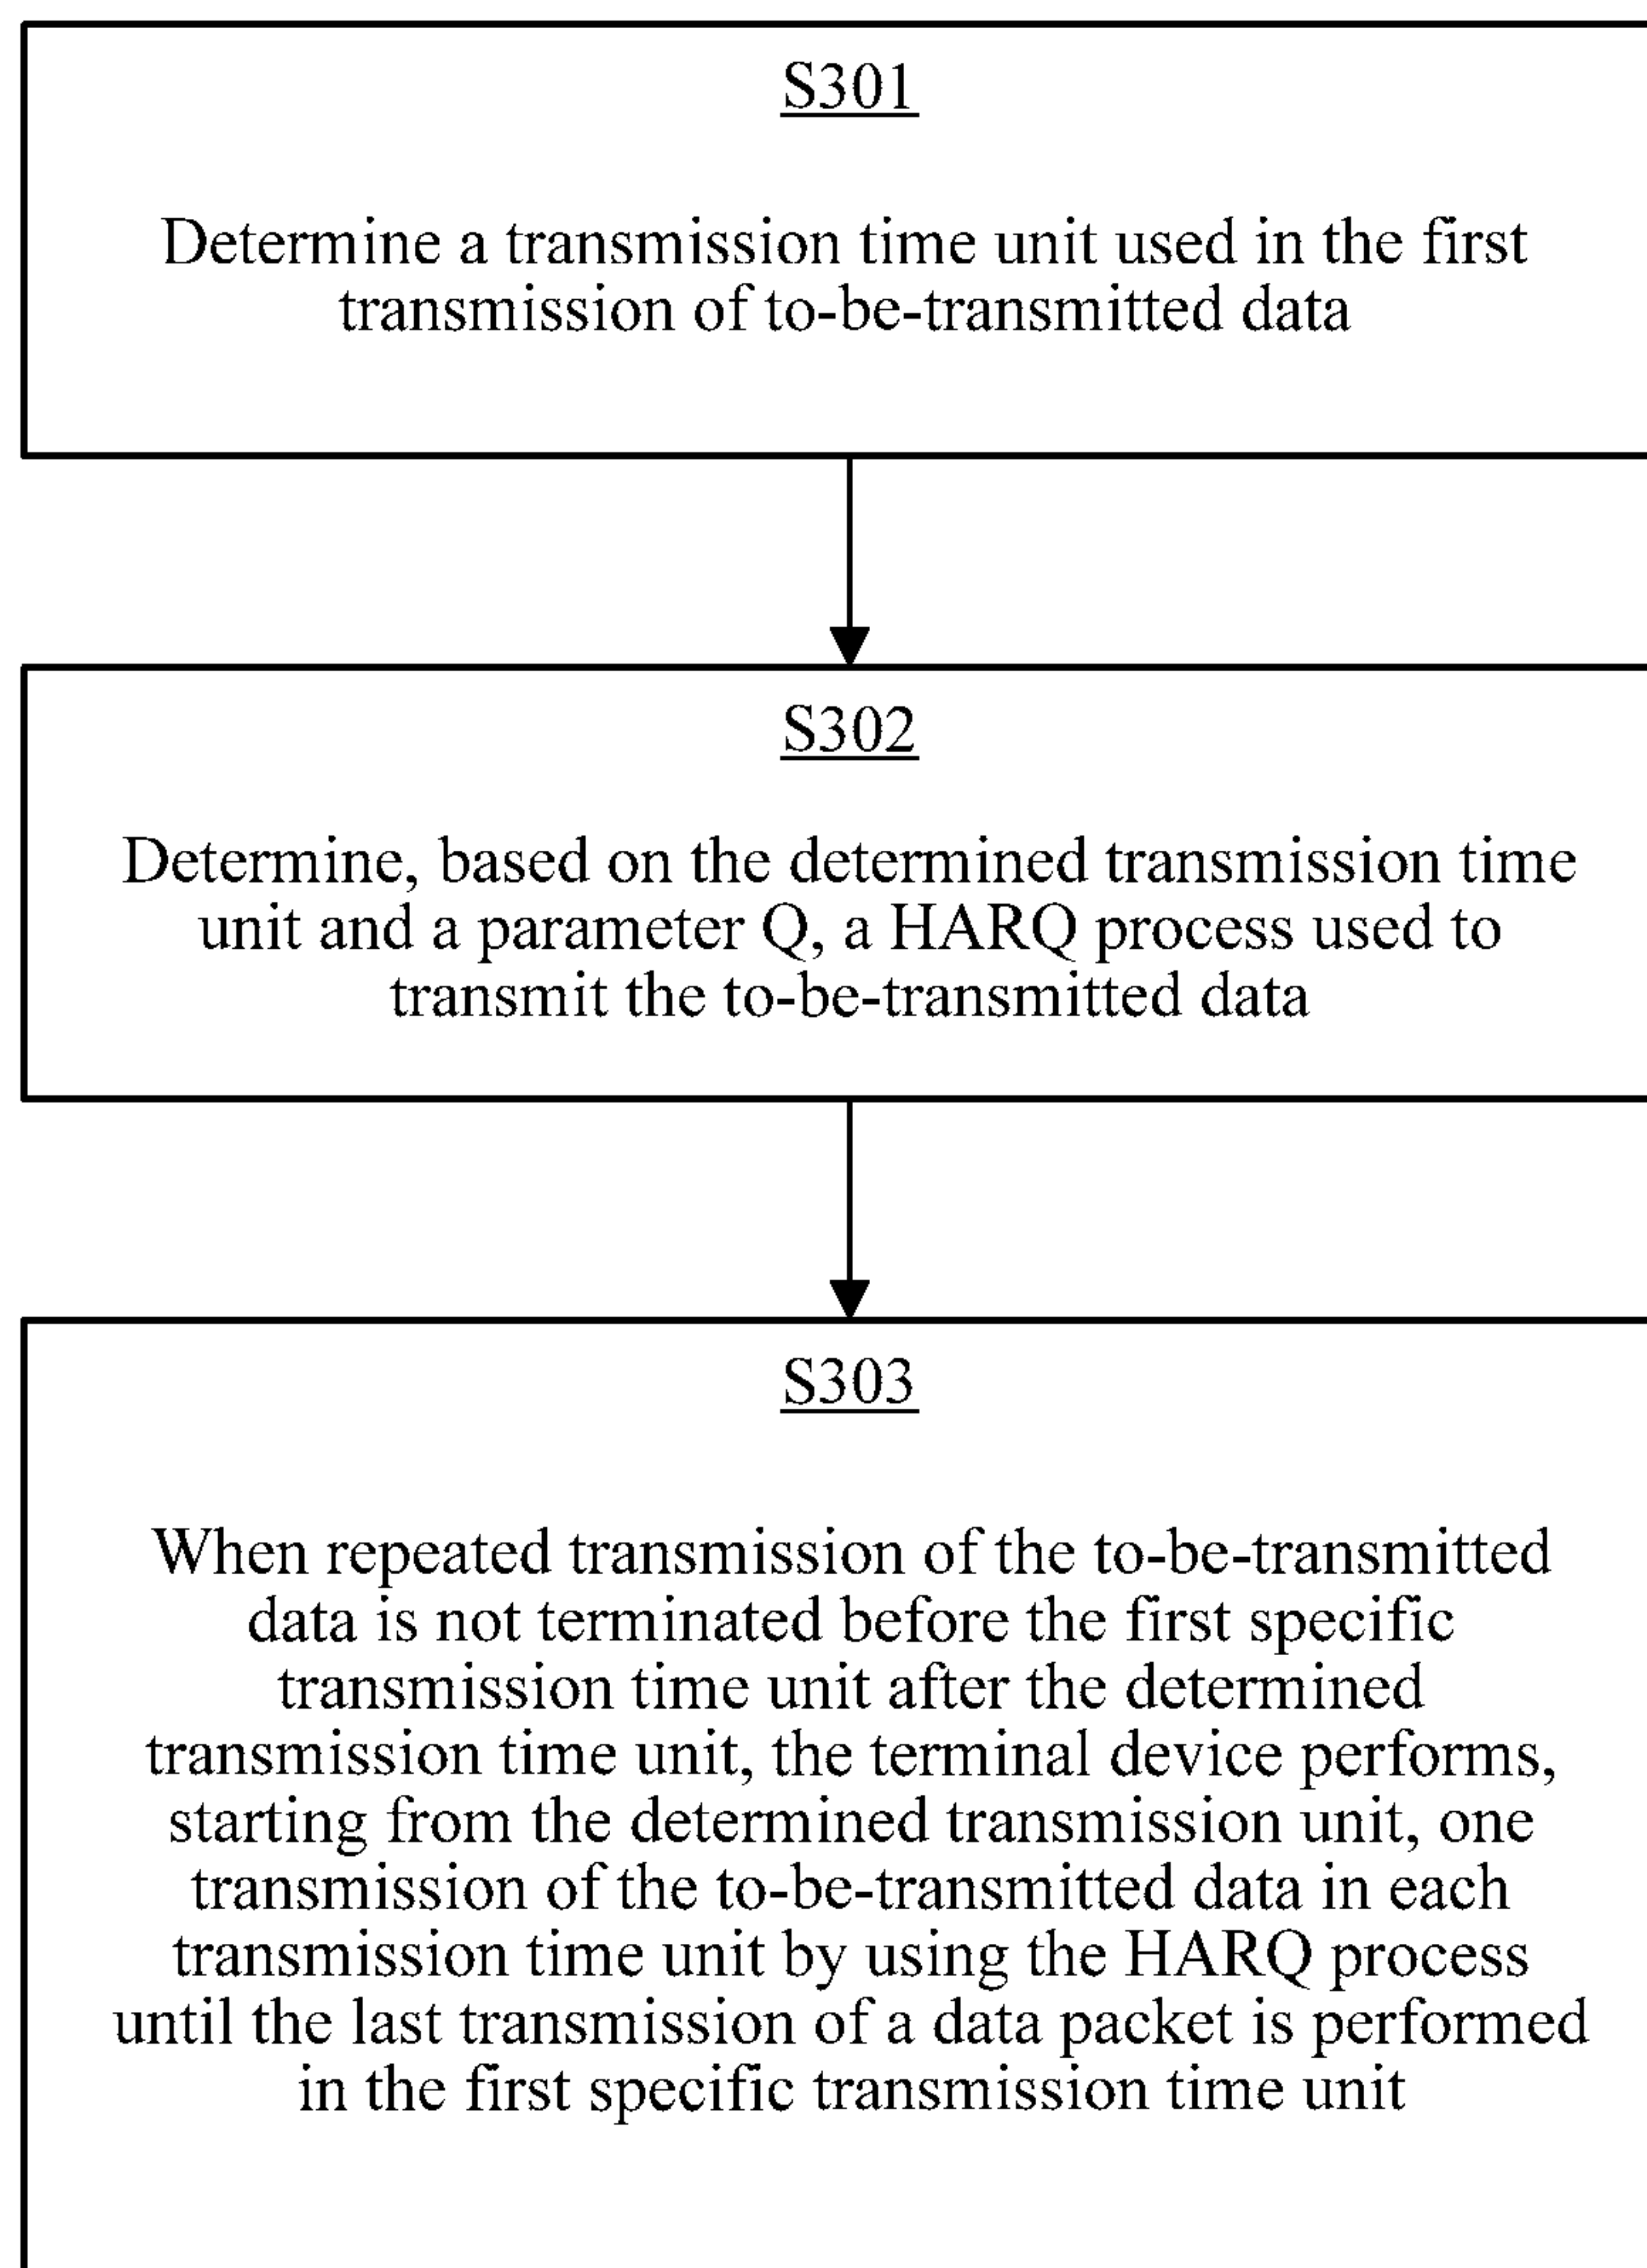 S301
Determine a transmission time unit used in the first
transmission of to-be-transmitted data
S302
Determine, based on the determined transmission time
unit and a parameter Q, a HARQ process used to
transmit the to-be-transmitted data
S303
When repeated transmission of the to-be-transmitted
data is not terminated before the first specific
transmission time unit after the determined
transmission time unit, the terminal device performs,
starting from the determined transmission unit, one
transmission of the to-be-transmitted data in each
transmission time unit by using the HARQ process
until the last transmission of a data packet is performed
in the first specific transmission time unit